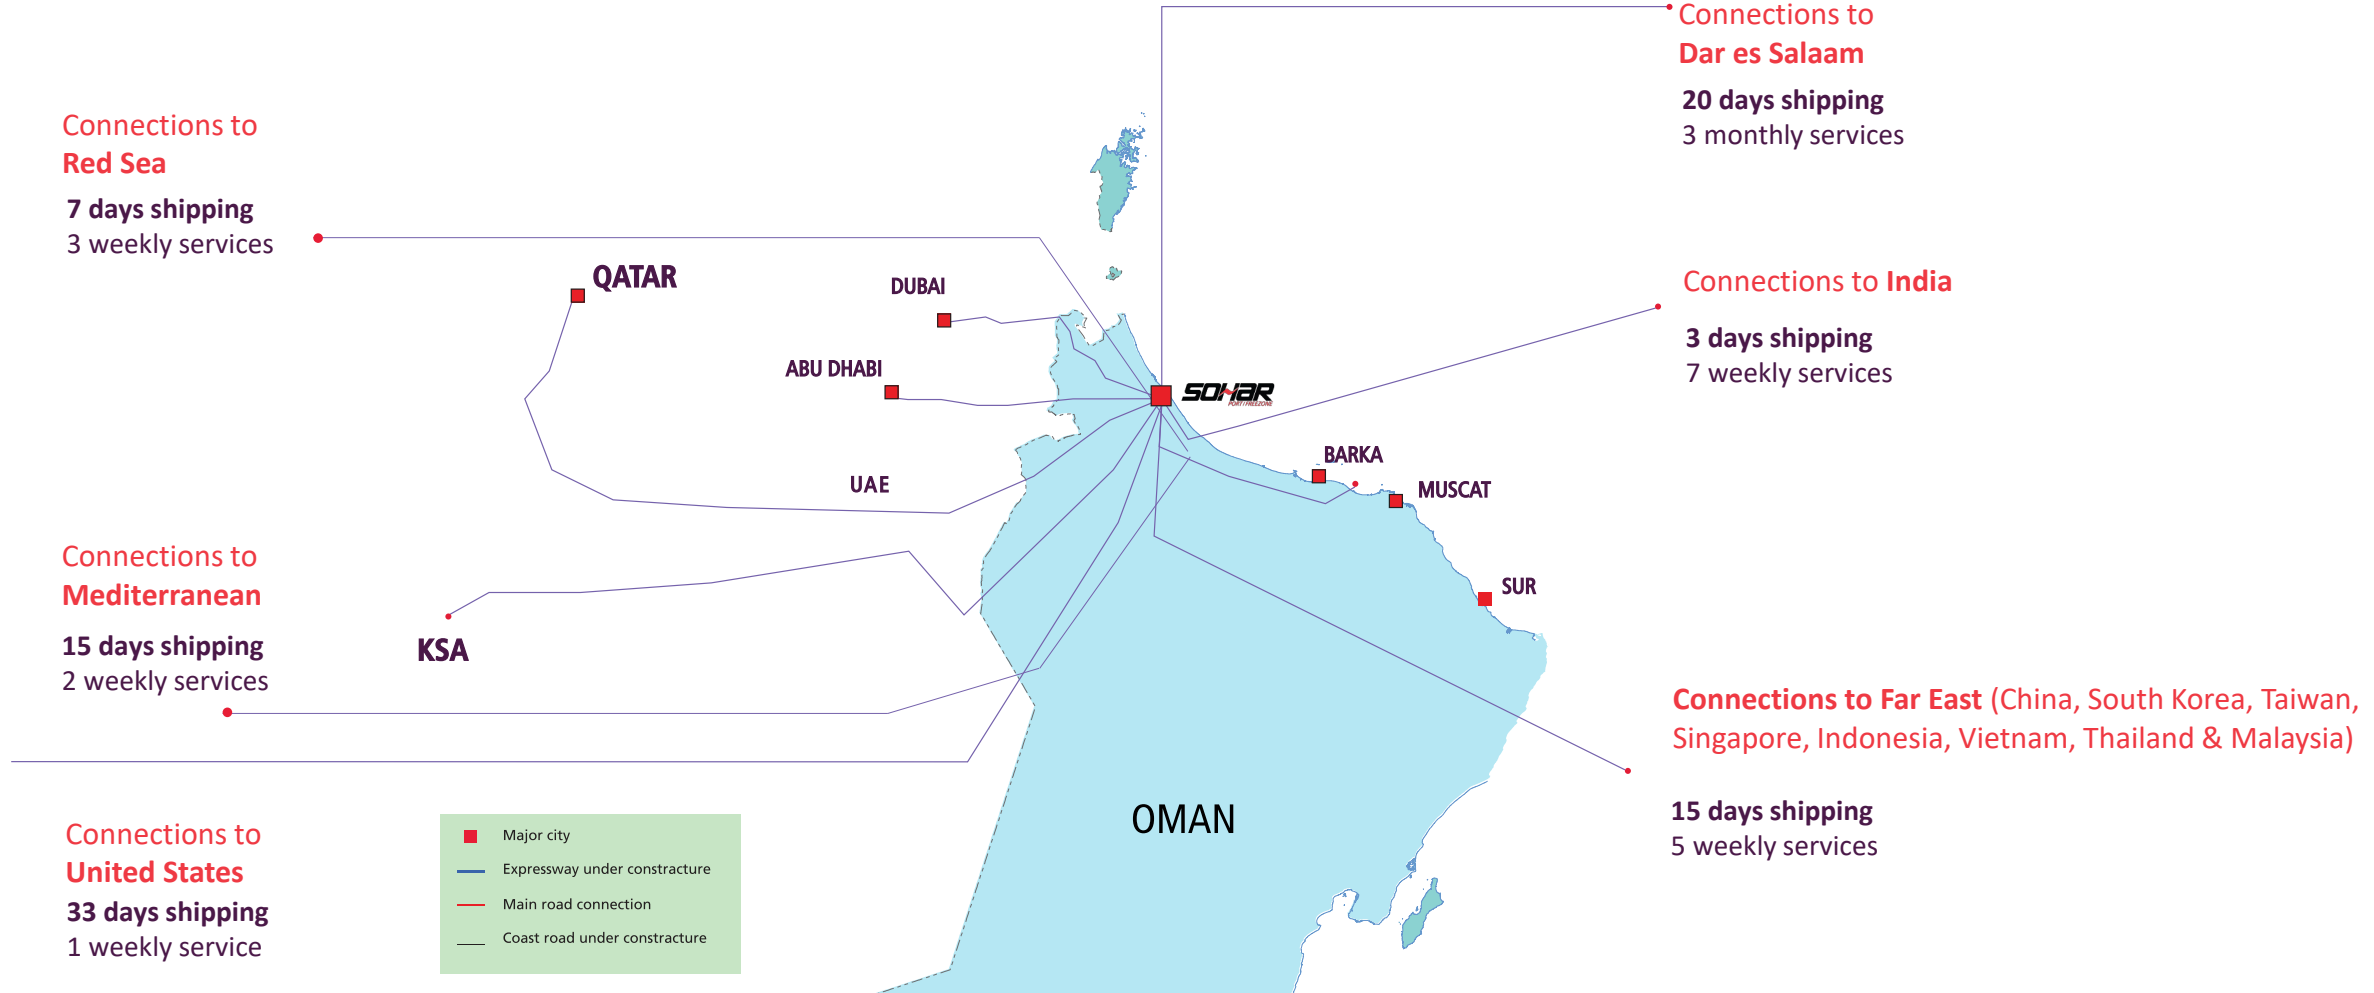 Connections to
Dar es Salaam
20 days shipping
3 monthly services
Connections to
Red Sea
7 days shipping
3 weekly services
QATAR
DUBAI
Connections to India
3 days shipping
7 weekly services
ABU DHABI
SOHAR
PORT/FREEZONE
BARKA
UAE
MUSCAT
Connections to
Mediterranean
15 days shipping
2 weekly services
KSA
SUR
Connections to Far East (China, South Korea, Taiwan,
Singapore, Indonesia, Vietnam, Thailand & Malaysia)
15 days shipping
5 weekly services
OMAN
Connections to
United States
33 days shipping
1 weekly service
Major city
Expressway under constracture
Main road connection
Coast road under constracture